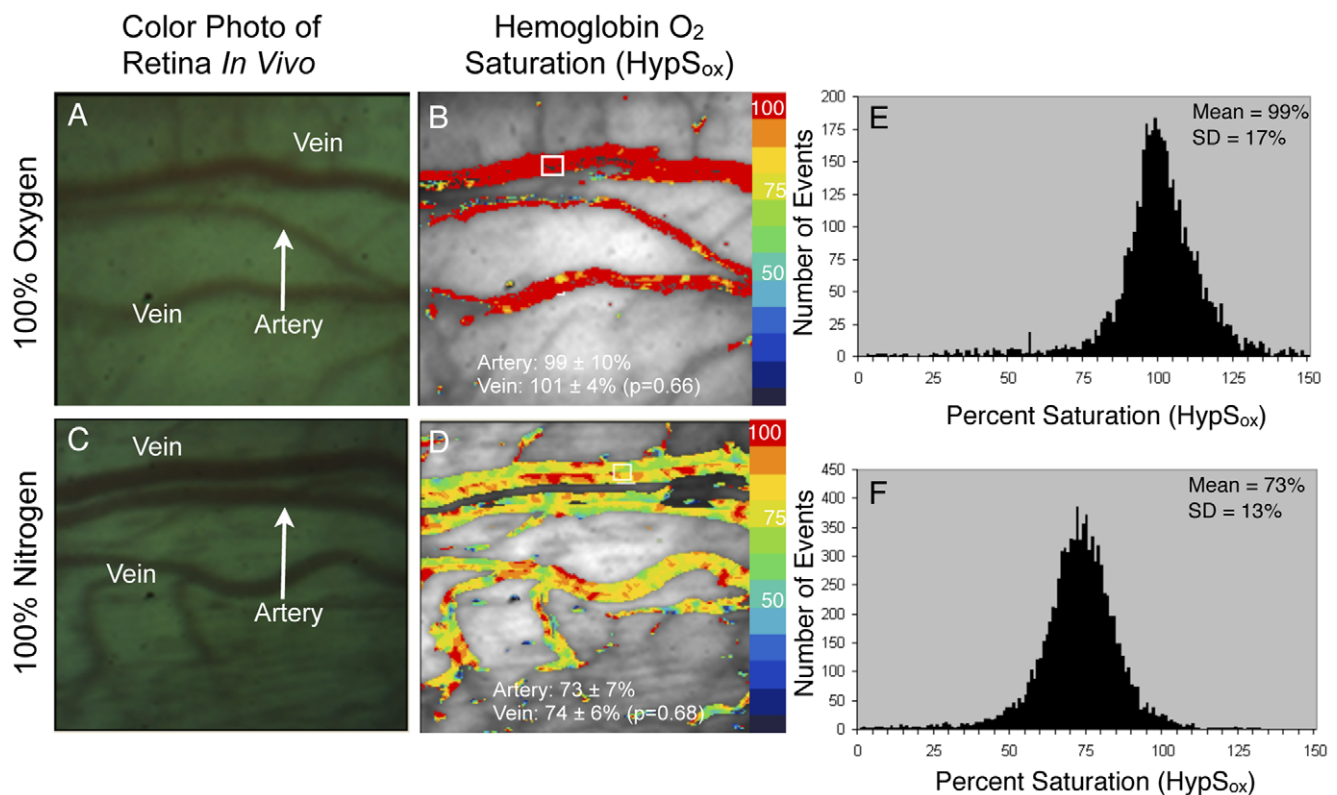 Color Photo of
Retina In Vivo
Hemoglobin O₂
Saturation (HypSₒₓ)
100% Oxygen
A
Vein
Vein
Artery
B
100
75
50
Artery: 99 ± 10%
Vein: 101 ± 4% (p=0.66)
E
Mean = 99%
SD = 17%
Number of Events
200
175
150
125
100
75
50
25
0
0
25
50
75
100
125
150
Percent Saturation (HypSₒₓ)
100% Nitrogen
C
Vein
Vein
Artery
D
100
75
50
Artery: 73 ± 7%
Vein: 74 ± 6% (p=0.68)
F
Mean = 73%
SD = 13%
Number of Events
450
400
350
300
250
200
150
100
50
0
0
25
50
75
100
125
150
Percent Saturation (HypSₒₓ)